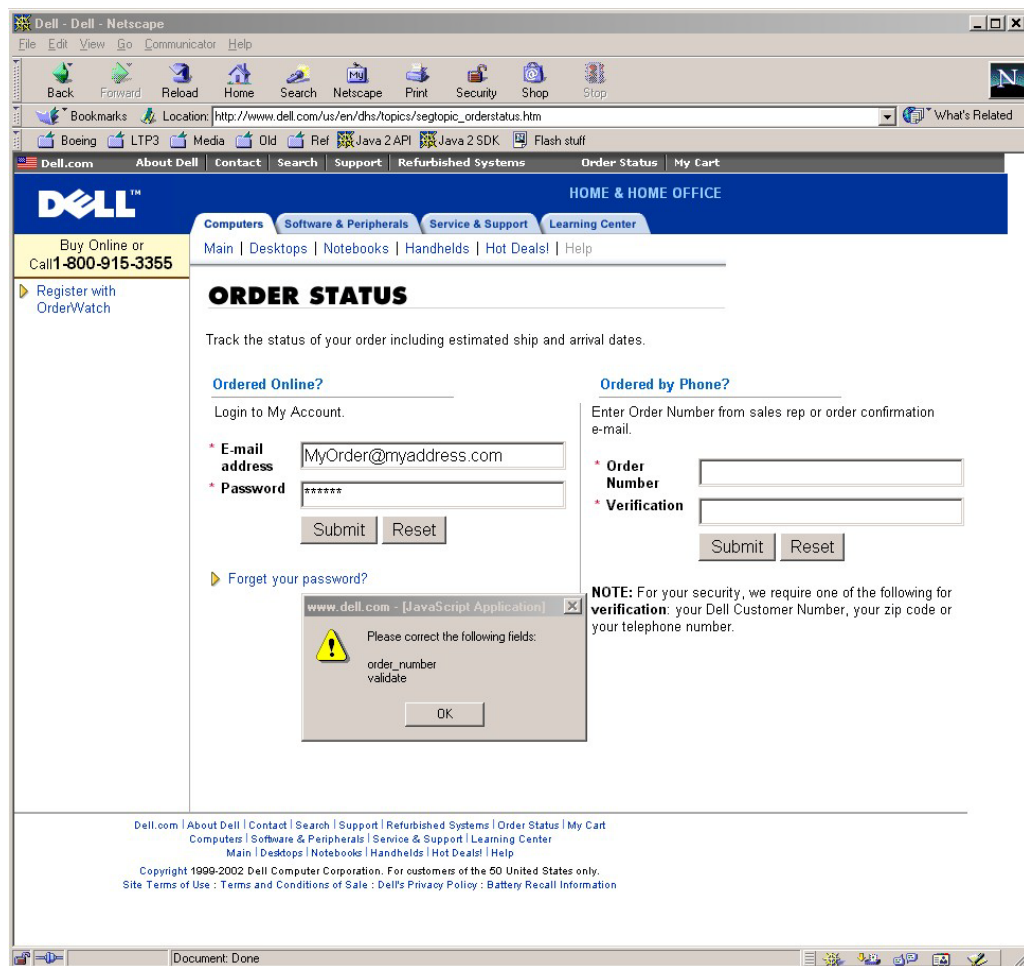 Dell - Dell - Netscape
File Edit View Go Communicator Help
Back Forward Reload Home Search Netscape Print Security Shop Stop
My
N
Bookmarks Location: http://www.dell.com/us/en/dhs/topics/segtopic_orderstatus.htm What's Related
Boeing LTP3 Media Old Ref Java 2 API Java 2 SDK Flash stuff
Dell.com About Dell | Contact | Search | Support | Refurbished Systems Order Status | My Cart
DELL™
HOME & HOME OFFICE
Computers Software & Peripherals Service & Support Learning Center
Main | Desktops | Notebooks | Handhelds | Hot Deals! | Help
Buy Online or
Call1-800-915-3355
Register with
OrderWatch
ORDER STATUS
Track the status of your order including estimated ship and arrival dates.
Ordered Online?
Login to My Account.
* E-mail
address
MyOrder@myaddress.com
* Password
******
Submit Reset
Forget your password?
Ordered by Phone?
Enter Order Number from sales rep or order confirmation
e-mail.
* Order
Number
* Verification
Submit Reset
NOTE: For your security, we require one of the following for
verification: your Dell Customer Number, your zip code or
your telephone number.
www.dell.com - [JavaScript Application]
Please correct the following fields:
order_number
validate
OK
Dell.com | About Dell | Contact | Search | Support | Refurbished Systems | Order Status | My Cart
Computers | Software & Peripherals | Service & Support | Learning Center
Main | Desktops | Notebooks | Handhelds | Hot Deals! | Help
Copyright 1999-2002 Dell Computer Corporation. For customers of the 50 United States only.
Site Terms of Use : Terms and Conditions of Sale : Dell's Privacy Policy : Battery Recall Information
Document: Done